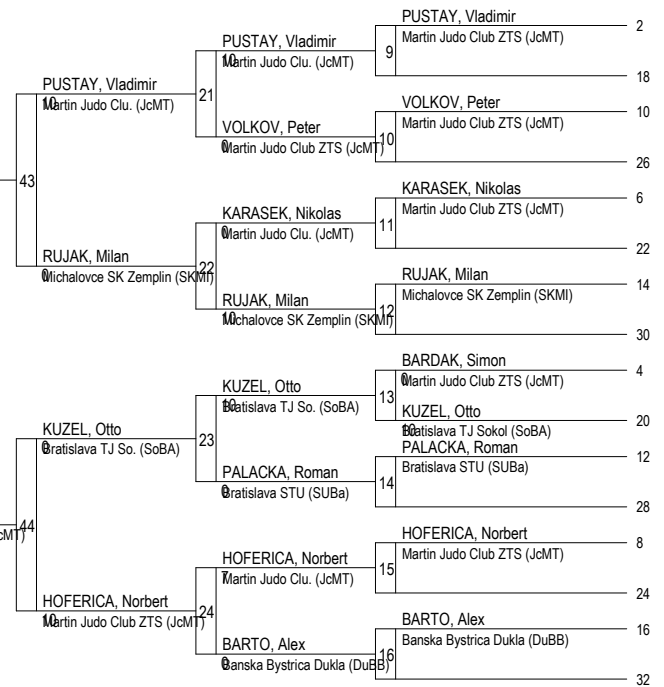 PUSTAY, Vladimir
Martin Judo Club ZTS (JcMT)
2
9
18
PUSTAY, Vladimir
10
Martin Judo Clu. (JcMT)
21
VOLKOV, Peter
0
Martin Judo Club ZTS (JcMT)
VOLKOV, Peter
Martin Judo Club ZTS (JcMT)
10
10
26
PUSTAY, Vladimir
10
Martin Judo Clu. (JcMT)
43
RUJAK, Milan
0
Michalovce SK Zemplin (SKMI)
KARASEK, Nikolas
Martin Judo Club ZTS (JcMT)
6
11
22
KARASEK, Nikolas
0
Martin Judo Clu. (JcMT)
22
RUJAK, Milan
10
Michalovce SK Zemplin (SKMI)
RUJAK, Milan
Michalovce SK Zemplin (SKMI)
14
12
30
BARDAK, Simon
0
Martin Judo Club ZTS (JcMT)
4
13
KUZEL, Otto
10
Bratislava TJ Sokol (SoBA)
20
KUZEL, Otto
10
Bratislava TJ So. (SoBA)
23
PALACKA, Roman
0
Bratislava STU (SUBa)
PALACKA, Roman
Bratislava STU (SUBa)
12
14
28
KUZEL, Otto
0
Bratislava TJ So. (SoBA)
44
cMT)
HOFERICA, Norbert
10
Martin Judo Club ZTS (JcMT)
HOFERICA, Norbert
Martin Judo Club ZTS (JcMT)
8
15
24
HOFERICA, Norbert
7
Martin Judo Clu. (JcMT)
24
BARTO, Alex
0
Banska Bystrica Dukla (DuBB)
BARTO, Alex
Banska Bystrica Dukla (DuBB)
16
16
32